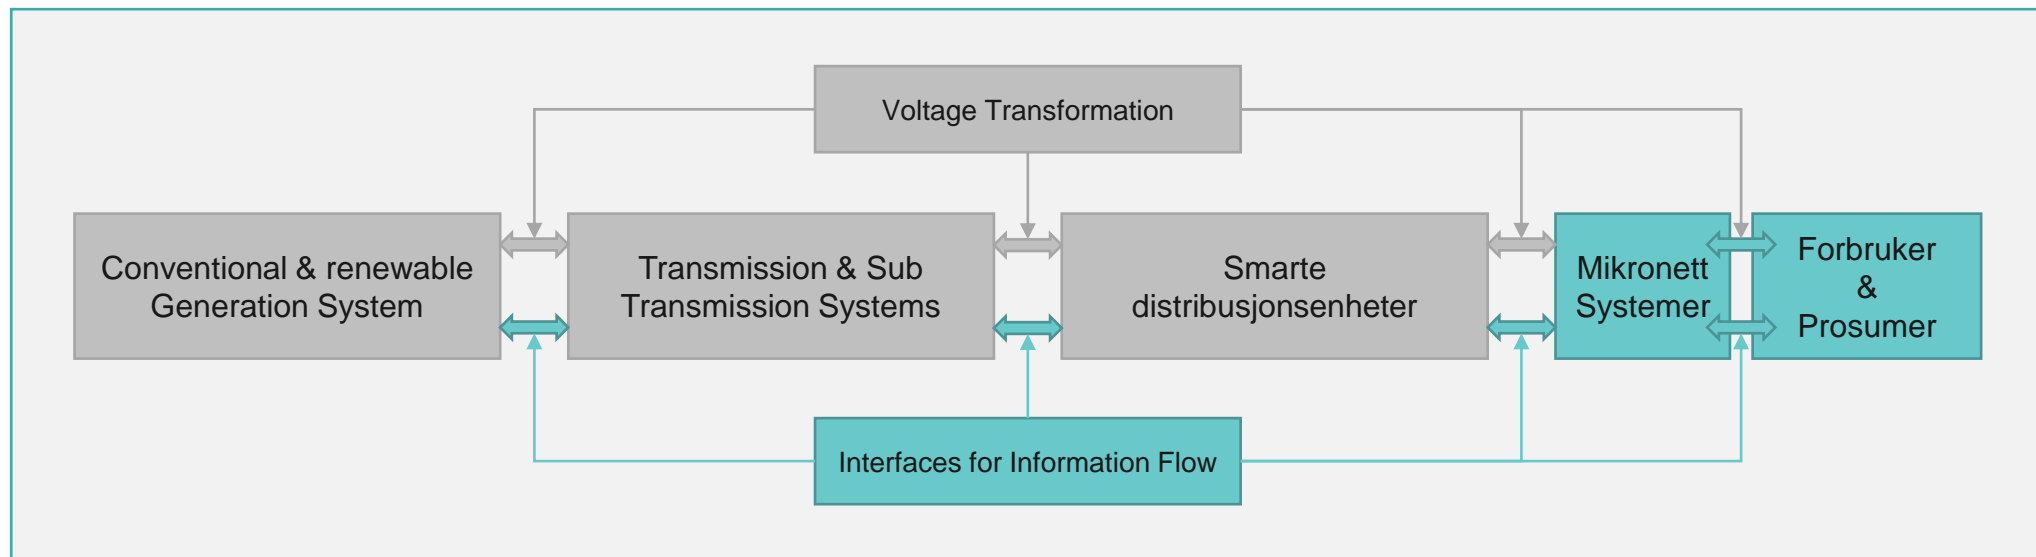 Voltage Transformation
Conventional & renewable
Generation System
Transmission & Sub
Transmission Systems
Smarte
distribusjonsenheter
Mikronett
Systemer
Forbruker
&
Prosumer
Interfaces for Information Flow